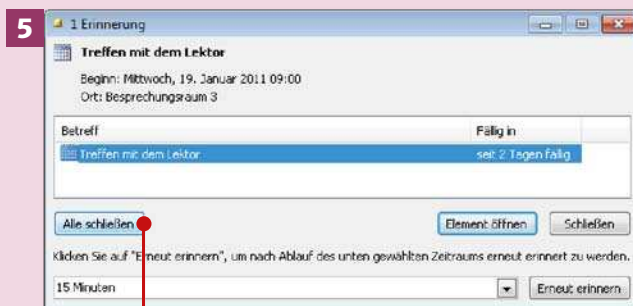 5
1 Erinnerung
Treffen mit dem Lektor
Beginn: Mittwoch, 19. Januar 2011 09:00
Ort: Besprechungsraum 3
Betreff Fällig in
Treffen mit dem Lektor seit 2 Tagen fällig
Alle schließen Element öffnen Schließen
Klicken Sie auf "Erneut erinnern", um nach Ablauf des unten gewählten Zeitraums erneut erinnert zu werden.
15 Minuten Erneut erinnern